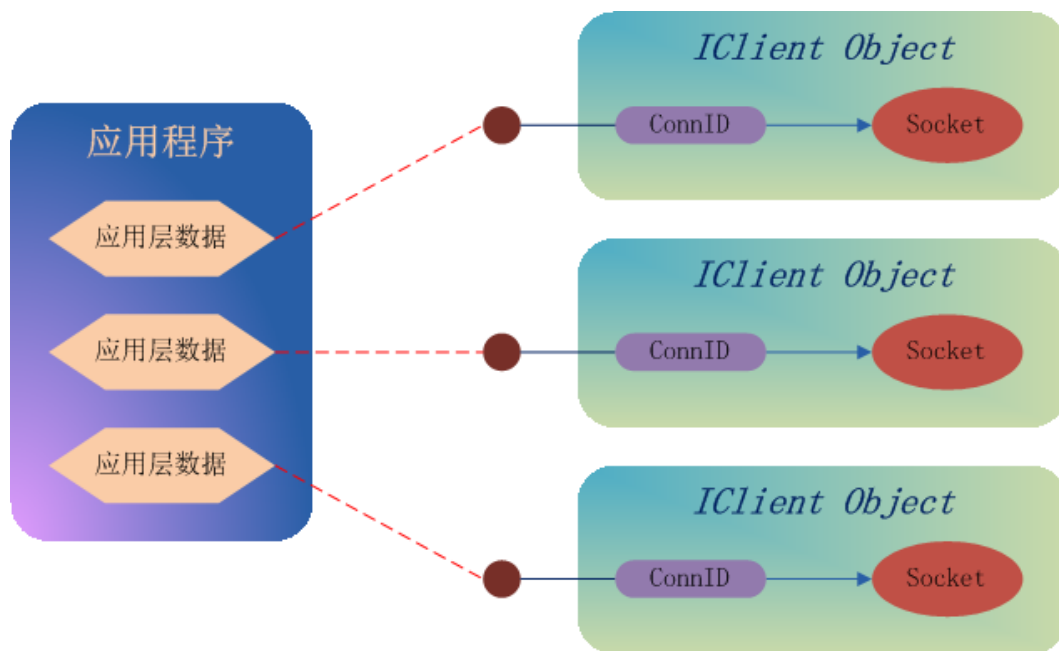 应用程序
应用层数据
应用层数据
应用层数据
IClient Object
ConnID
Socket
IClient Object
ConnID
Socket
IClient Object
ConnID
Socket